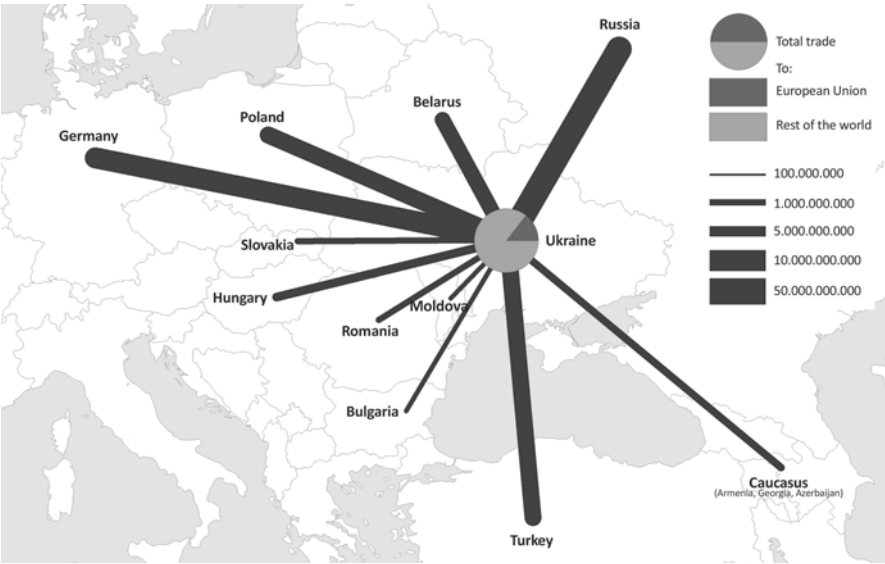 Russia
Total trade
To:
European Union
Rest of the world
100.000.000
1.000.000.000
5.000.000.000
10.000.000.000
50.000.000.000
Belarus
Poland
Germany
Ukraine
Slovakia
Hungary
Moldova
Romania
Bulgaria
Caucasus
(Armenia, Georgia, Azerbaijan)
Turkey